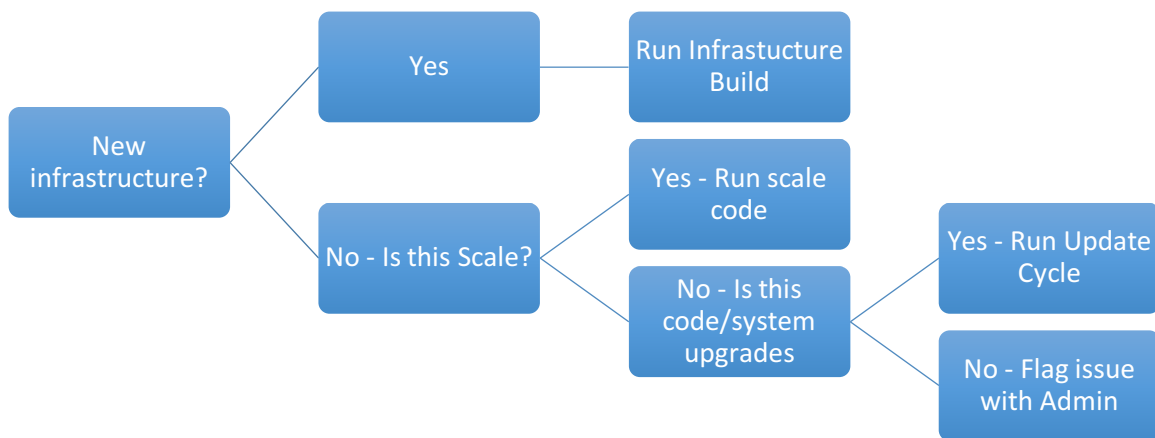 New
infrastructure?
Yes
Run Infrastucture
Build
No - Is this Scale?
Yes - Run scale
code
No - Is this
code/system
upgrades
Yes - Run Update
Cycle
No - Flag issue
with Admin